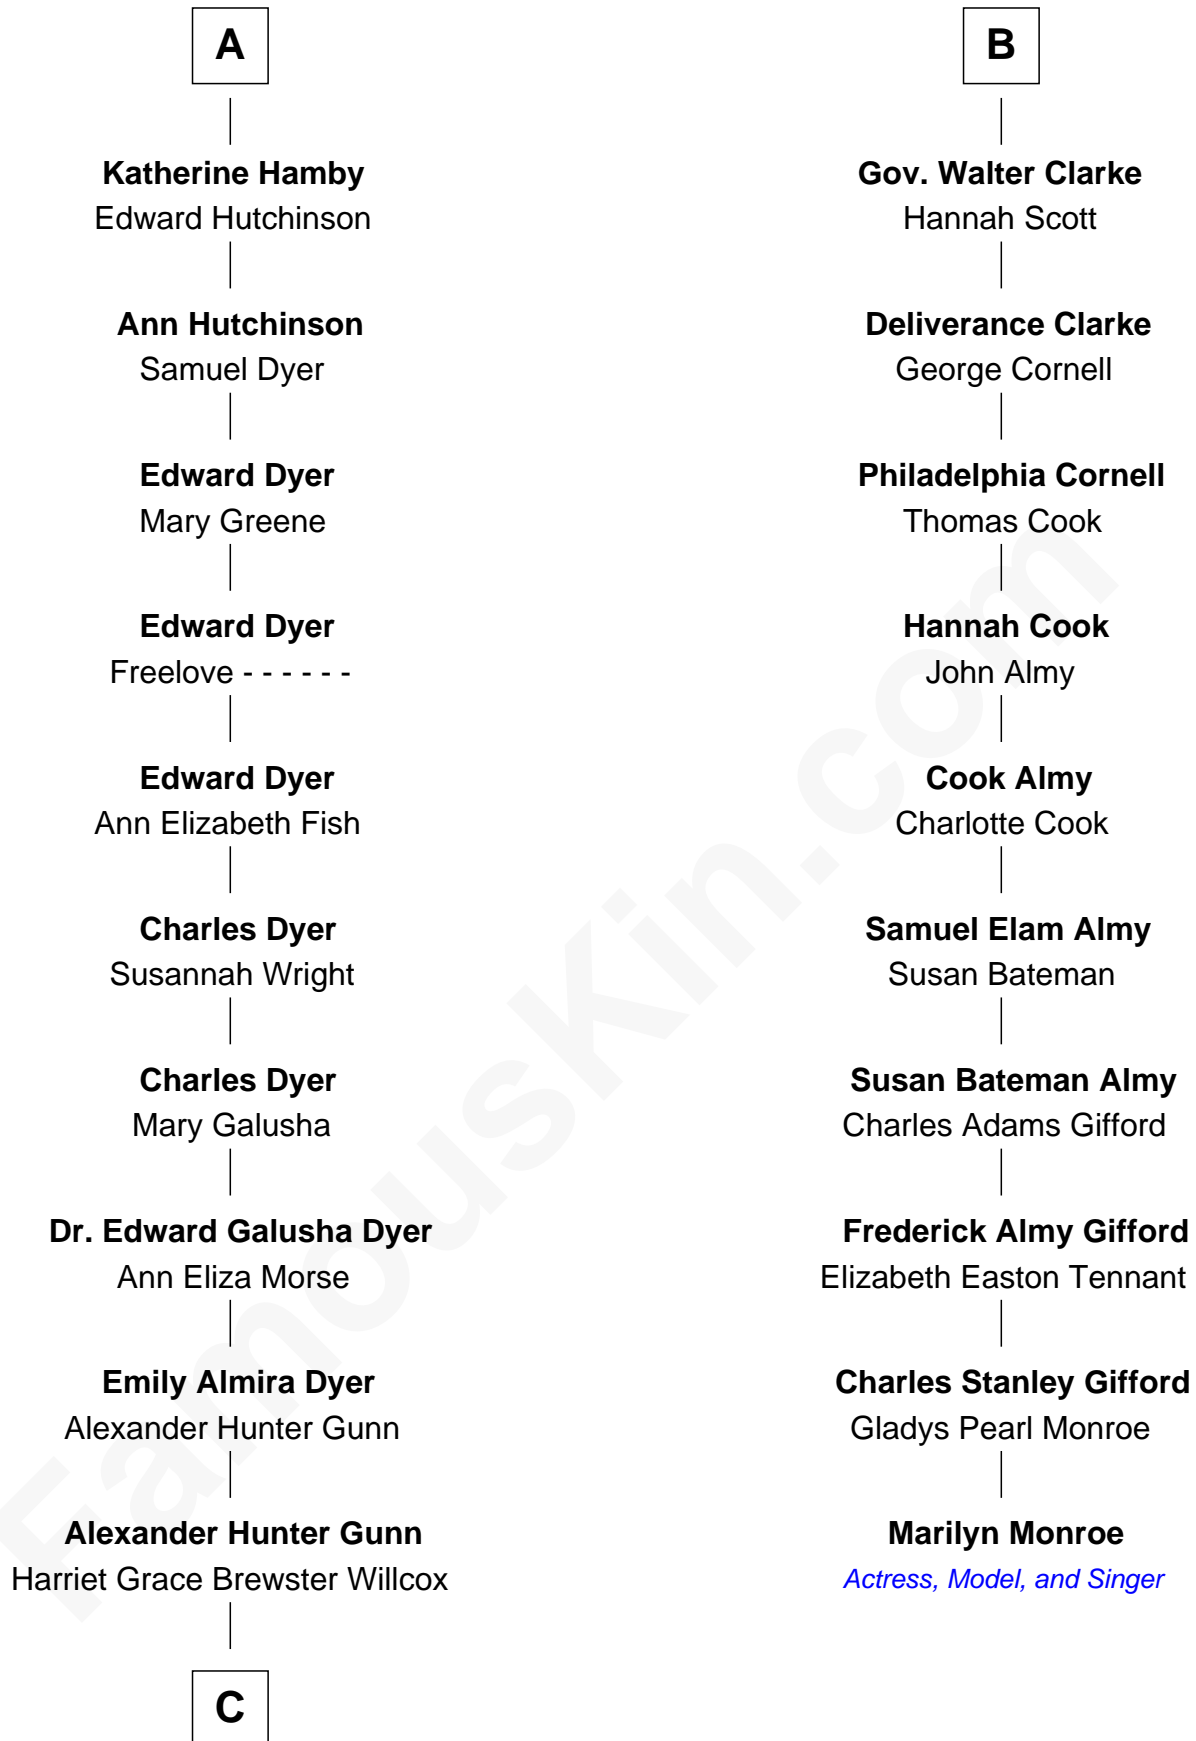 A
Katherine Hamby
Edward Hutchinson
Ann Hutchinson
Samuel Dyer
Edward Dyer
Mary Greene
Edward Dyer
Freelove - - - - - -
Edward Dyer
Ann Elizabeth Fish
Charles Dyer
Susannah Wright
Charles Dyer
Mary Galusha
Dr. Edward Galusha Dyer
Ann Eliza Morse
Emily Almira Dyer
Alexander Hunter Gunn
Alexander Hunter Gunn
Harriet Grace Brewster Willcox
C
B
Gov. Walter Clarke
Hannah Scott
Deliverance Clarke
George Cornell
Philadelphia Cornell
Thomas Cook
Hannah Cook
John Almy
Cook Almy
Charlotte Cook
Samuel Elam Almy
Susan Bateman
Susan Bateman Almy
Charles Adams Gifford
Frederick Almy Gifford
Elizabeth Easton Tennant
Charles Stanley Gifford
Gladys Pearl Monroe
Marilyn Monroe
Actress, Model, and Singer
FamousKin.com